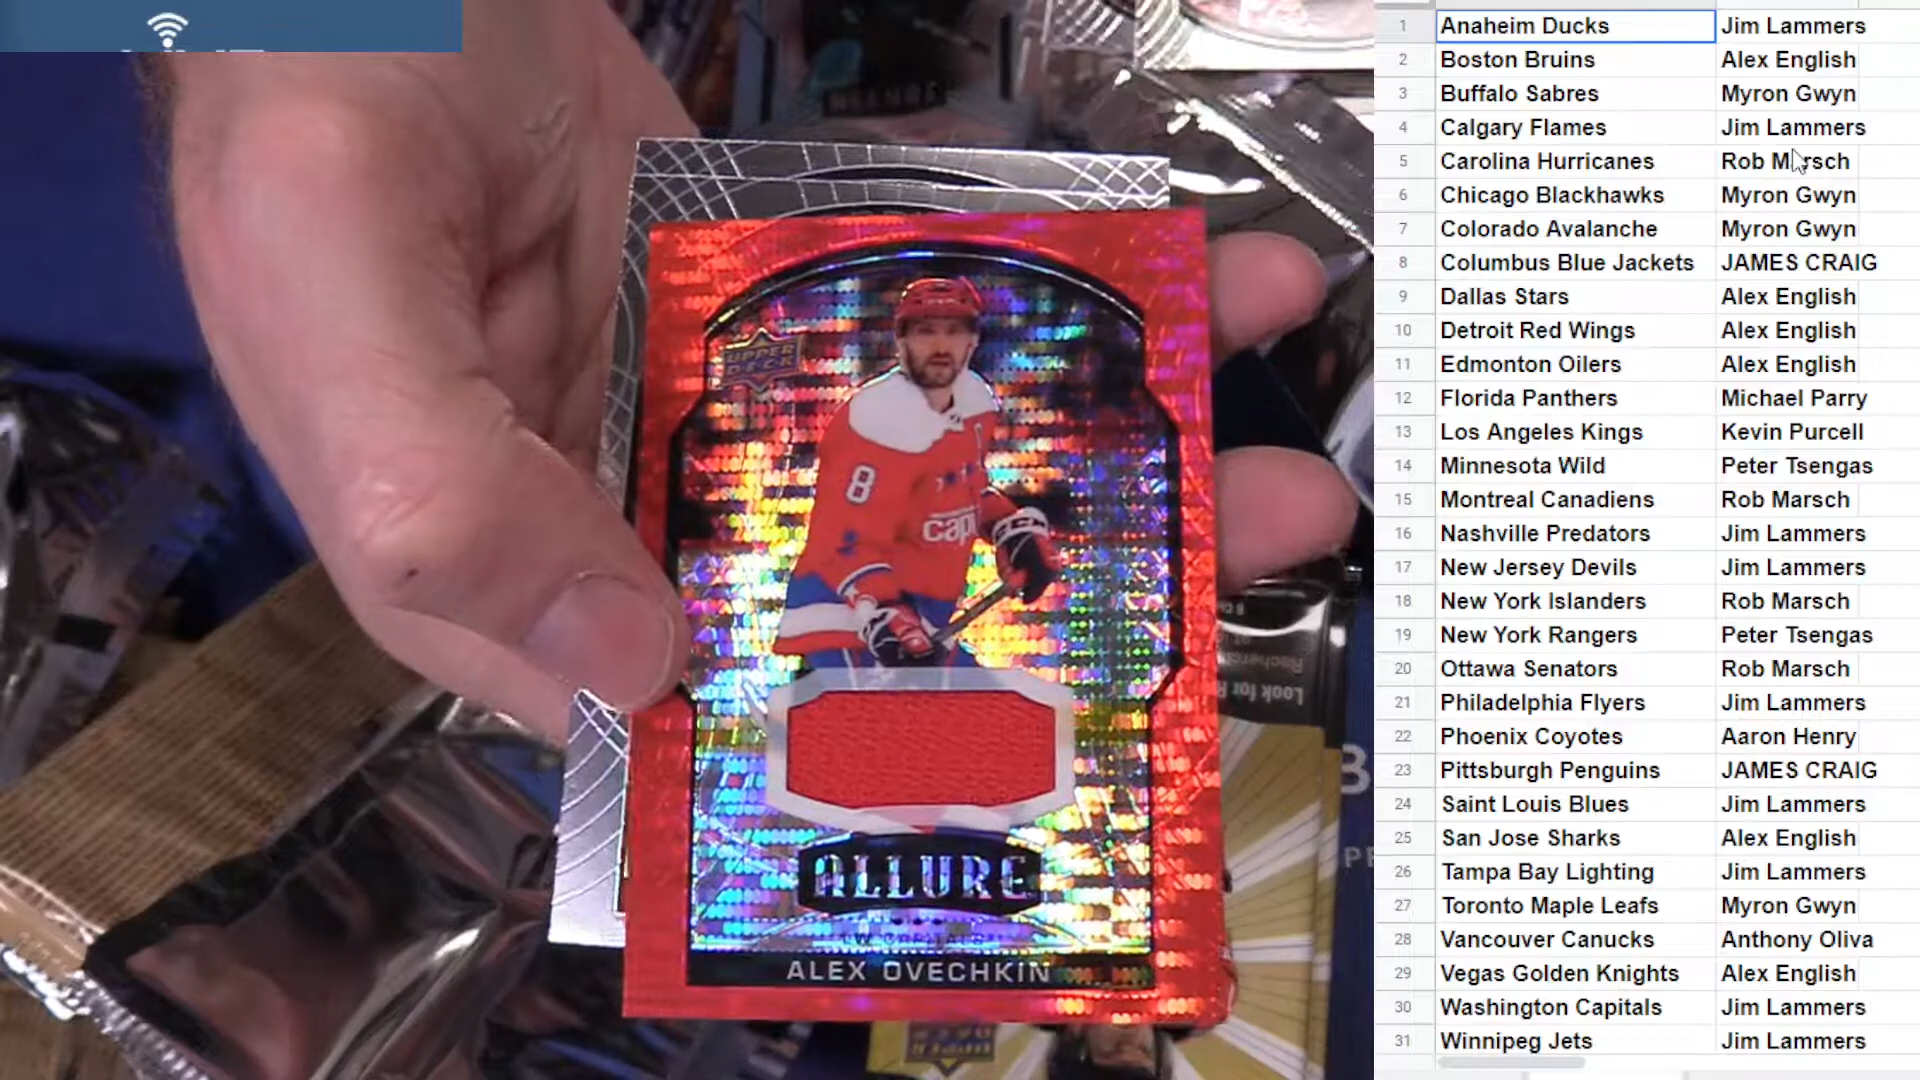 UPPER
DECK
8
ALLURE
LW CAPITALS
ALEX OVECHKIN
Look for
1 Anaheim Ducks Jim Lammers
2 Boston Bruins Alex English
3 Buffalo Sabres Myron Gwyn
4 Calgary Flames Jim Lammers
5 Carolina Hurricanes Rob Marsch
6 Chicago Blackhawks Myron Gwyn
7 Colorado Avalanche Myron Gwyn
8 Columbus Blue Jackets JAMES CRAIG
9 Dallas Stars Alex English
10 Detroit Red Wings Alex English
11 Edmonton Oilers Alex English
12 Florida Panthers Michael Parry
13 Los Angeles Kings Kevin Purcell
14 Minnesota Wild Peter Tsengas
15 Montreal Canadiens Rob Marsch
16 Nashville Predators Jim Lammers
17 New Jersey Devils Jim Lammers
18 New York Islanders Rob Marsch
19 New York Rangers Peter Tsengas
20 Ottawa Senators Rob Marsch
21 Philadelphia Flyers Jim Lammers
22 Phoenix Coyotes Aaron Henry
23 Pittsburgh Penguins JAMES CRAIG
24 Saint Louis Blues Jim Lammers
25 San Jose Sharks Alex English
26 Tampa Bay Lighting Jim Lammers
27 Toronto Maple Leafs Myron Gwyn
28 Vancouver Canucks Anthony Oliva
29 Vegas Golden Knights Alex English
30 Washington Capitals Jim Lammers
31 Winnipeg Jets Jim Lammers